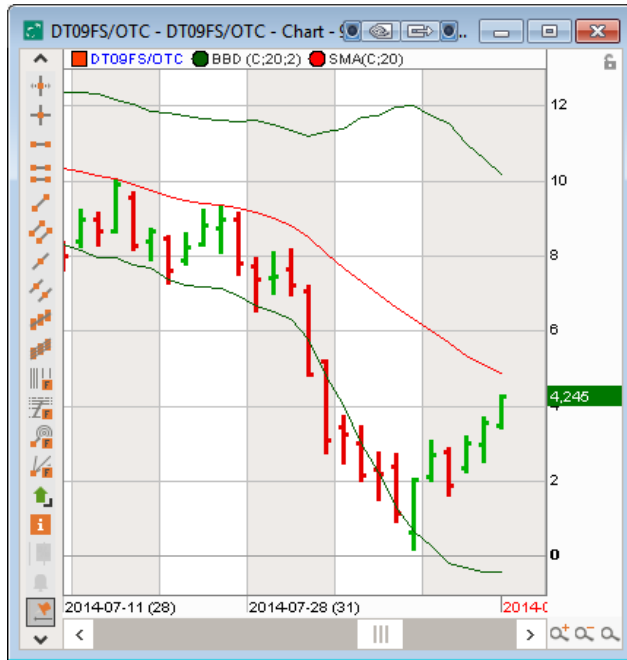 DT09FS/OTC - DT09FS/OTC - Chart -
DT09FS/OTC BBD (C;20;2) SMA(C;20)
12
10
8
6
4,245
4
2
0
2014-07-11 (28) 2014-07-28 (31) 2014-0